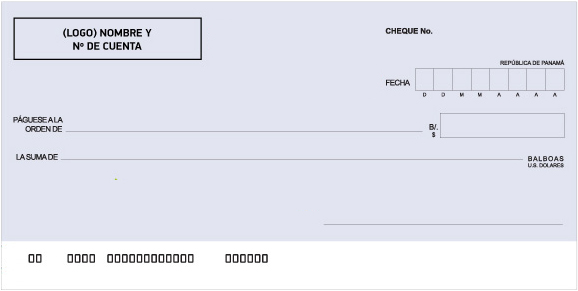 (LOGO) NOMBRE Y
Nº DE CUENTA
CHEQUE No.
REPÚBLICA DE PANAMÁ
FECHA
D D M M A A A A
PÁGUESE A LA
ORDEN DE
B/.
$
LA SUMA DE
BALBOAS
U.S. DOLARES